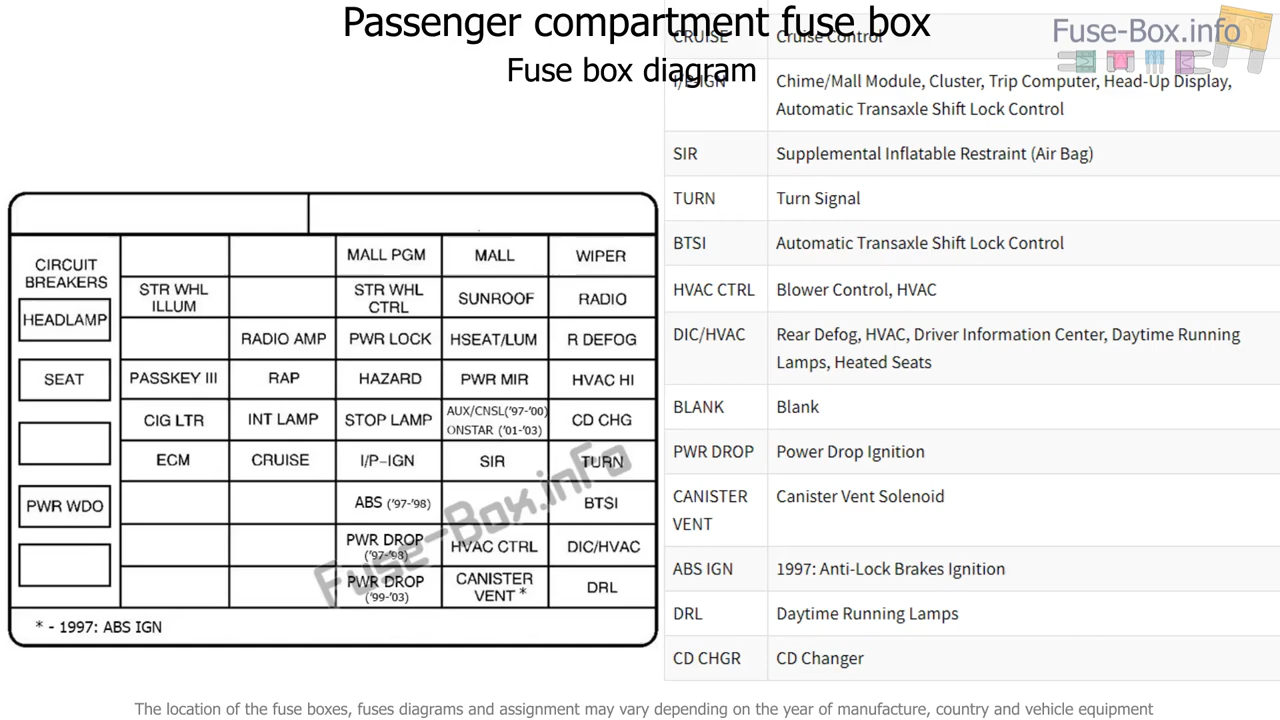 Passenger compartment fuse box
Fuse box diagram
Fuse-Box.info
CIRCUIT
BREAKERS
MALL PGM
MALL
WIPER
HEADLAMP
STR WHL
ILLUM
STR WHL
CTRL
SUNROOF
RADIO
RADIO AMP
PWR LOCK
HSEAT/LUM
R DEFOG
SEAT
PASSKEY III
RAP
HAZARD
PWR MIR
HVAC HI
CIG LTR
INT LAMP
STOP LAMP
AUX/CNSL('97-'00)
ONSTAR ('01-'03)
CD CHG
ECM
CRUISE
I/P-IGN
SIR
TURN
PWR WDO
ABS ('97-'98)
BTSI
PWR DROP
('97-'98)
HVAC CTRL
DIC/HVAC
PWR DROP
('99-'03)
CANISTER
VENT *
DRL
* - 1997: ABS IGN
Fuse-Box.inFo
CRUISE Cruise Control
I/P-IGN Chime/Mall Module, Cluster, Trip Computer, Head-Up Display,
Automatic Transaxle Shift Lock Control
SIR Supplemental Inflatable Restraint (Air Bag)
TURN Turn Signal
BTSI Automatic Transaxle Shift Lock Control
HVAC CTRL Blower Control, HVAC
DIC/HVAC Rear Defog, HVAC, Driver Information Center, Daytime Running
Lamps, Heated Seats
BLANK Blank
PWR DROP Power Drop Ignition
CANISTER Canister Vent Solenoid
VENT
ABS IGN 1997: Anti-Lock Brakes Ignition
DRL Daytime Running Lamps
CD CHGR CD Changer
The location of the fuse boxes, fuses diagrams and assignment may vary depending on the year of manufacture, country and vehicle equipment